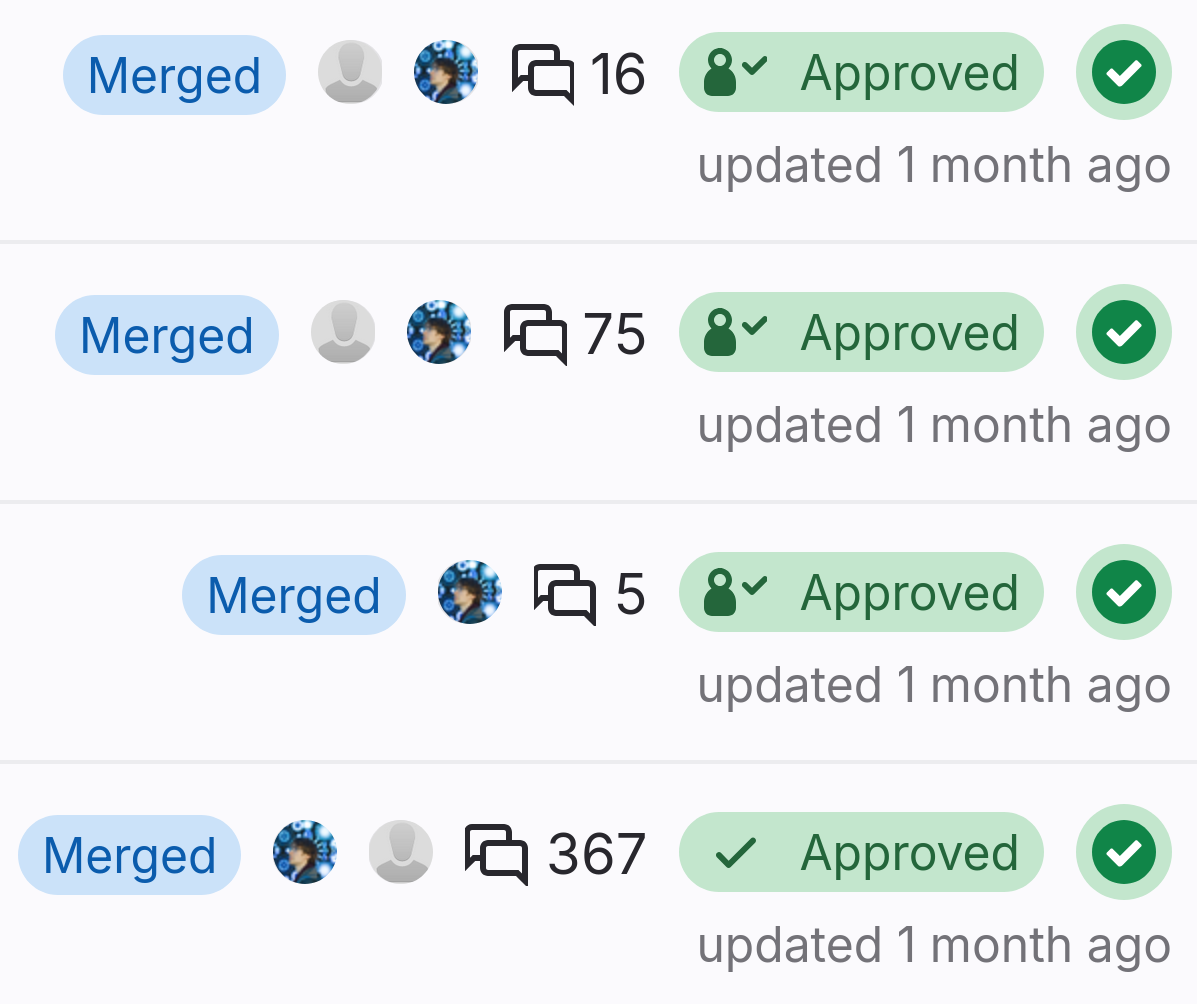 Merged 16 Approved
updated 1 month ago
Merged 75 Approved
updated 1 month ago
Merged 5 Approved
updated 1 month ago
Merged 367 Approved
updated 1 month ago